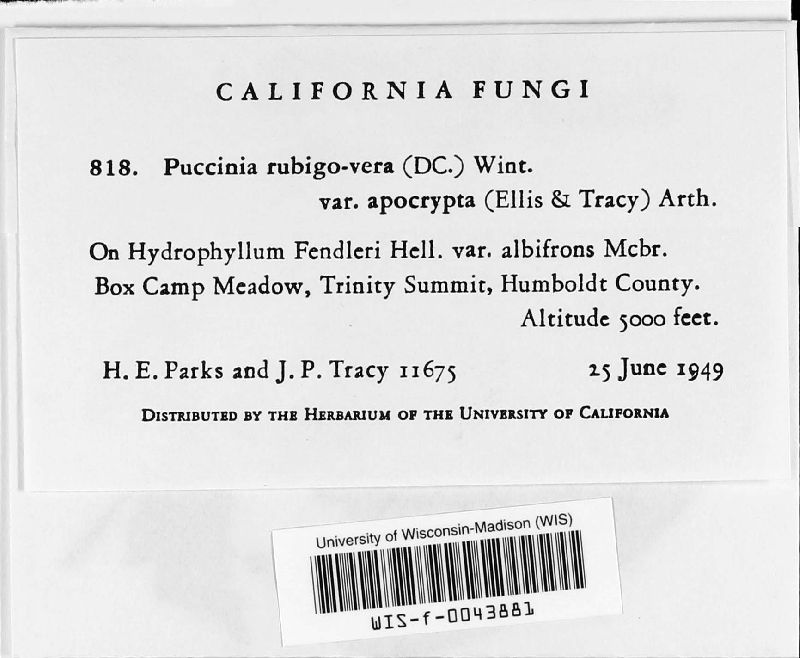 CALIFORNIA FUNGI
818. Puccinia rubigo-vera (DC.) Wint.
var. apocrypta (Ellis & Tracy) Arth.
On Hydrophyllum Fendleri Hell. var. albifrons Mcbr.
Box Camp Meadow, Trinity Summit, Humboldt County.
Altitude 5000 feet.
H. E. Parks and J. P. Tracy 11675 25 June 1949
DISTRIBUTED BY THE HERBARIUM OF THE UNIVERSITY OF CALIFORNIA
University of Wisconsin-Madison (WIS)
WIS-f-0043881